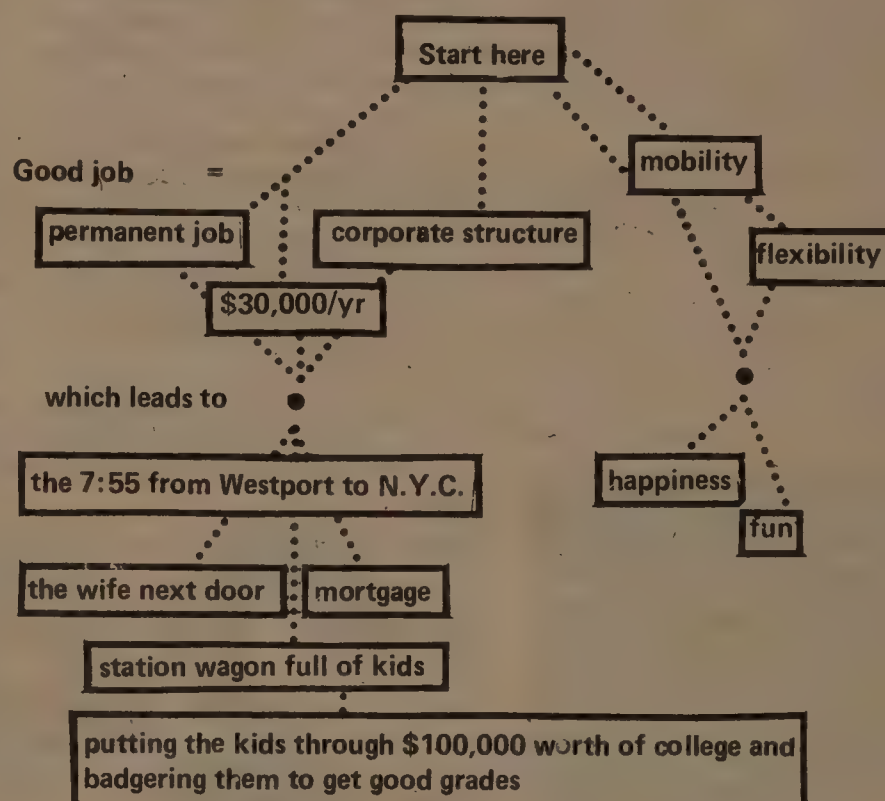 Start here
mobility
Good job =
permanent job
corporate structure
flexibility
$30,000/yr
which leads to
the 7:55 from Westport to N.Y.C.
happiness
fun
the wife next door
mortgage
station wagon full of kids
putting the kids through $100,000 worth of college and
badgering them to get good grades